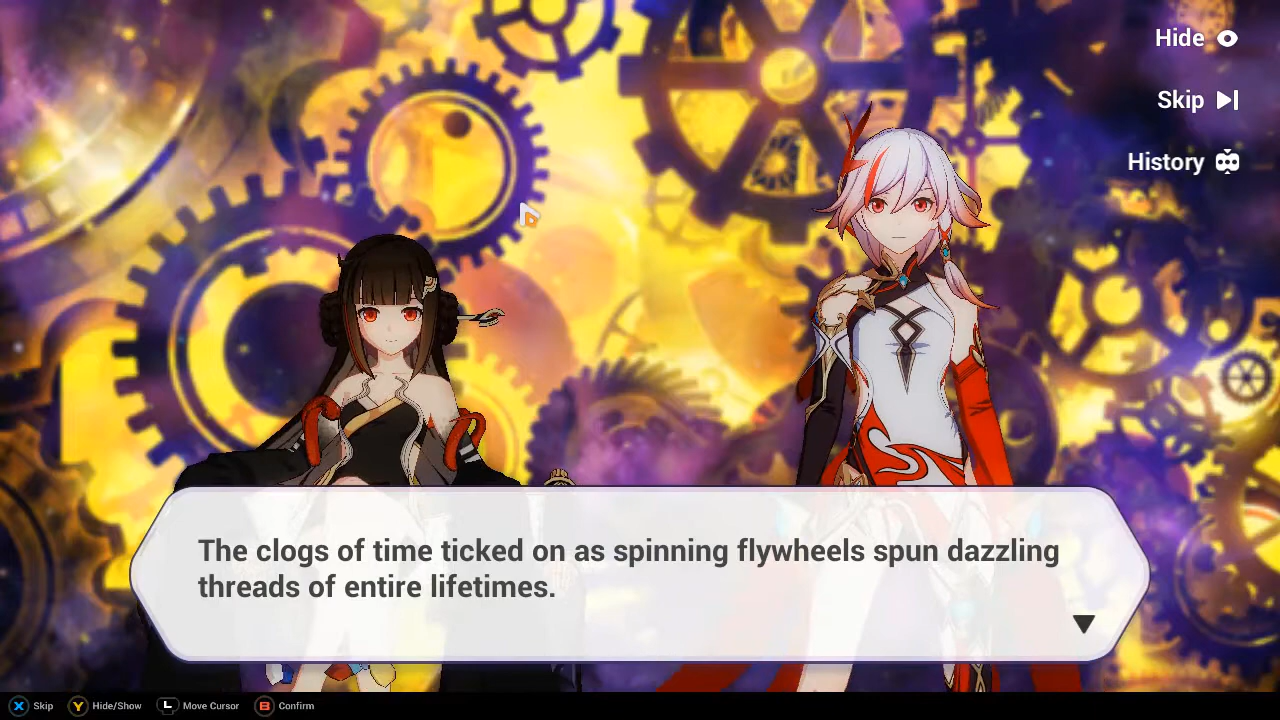 Hide
Skip
History
The clogs of time ticked on as spinning flywheels spun dazzling
threads of entire lifetimes.
X Skip Y Hide/Show L Move Cursor B Confirm